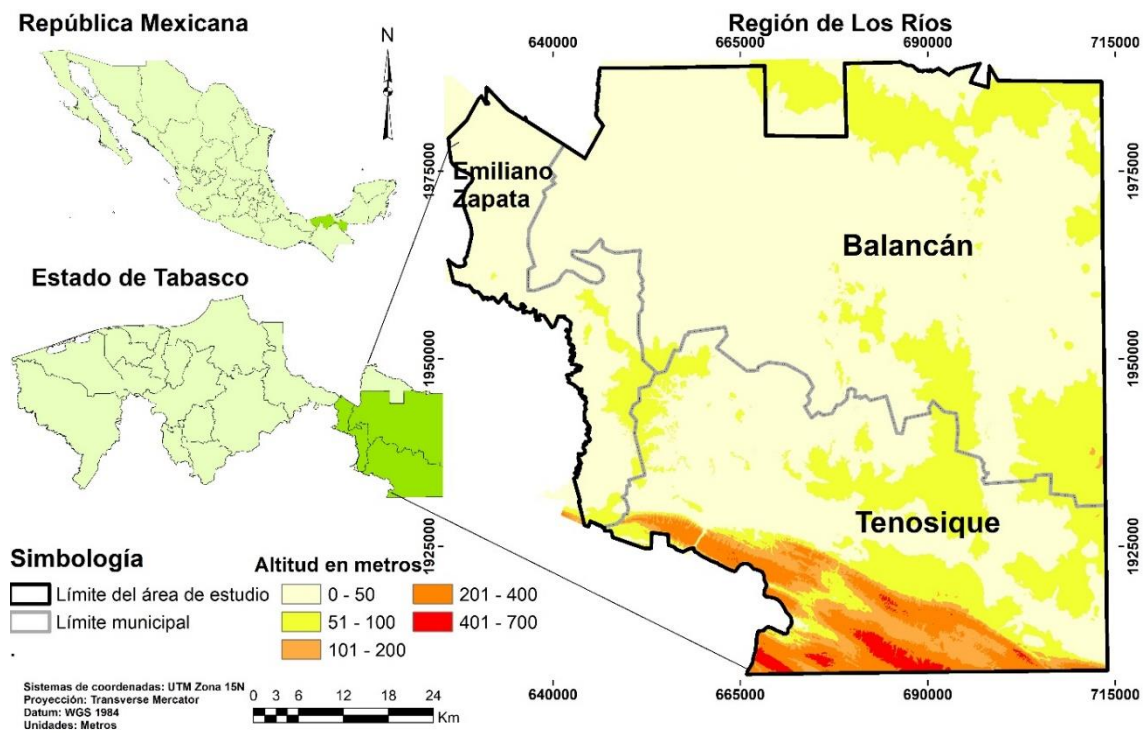 República Mexicana
N
Región de Los Ríos
640000
665000
690000
715000
1975000
1975000
Emiliano
Zapata
Balancán
Estado de Tabasco
1950000
1950000
Tenosique
1925000
1925000
Simbología
Límite del área de estudio
Límite municipal
.
Altitud en metros
0 - 50
51 - 100
101 - 200
201 - 400
401 - 700
Sistemas de coordenadas: UTM Zona 15N
Proyección: Transverse Mercator
Datum: WGS 1984
Unidades: Metros
0 3 6 12 18 24
Km
640000
665000
690000
715000